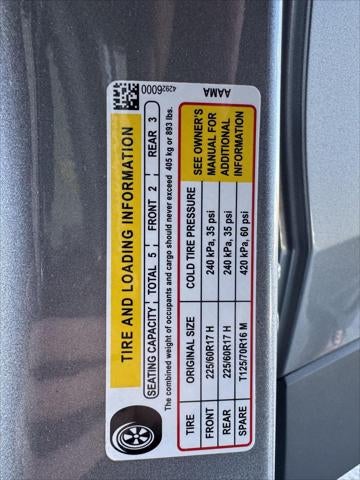 42926000 AAMA
TIRE AND LOADING INFORMATION
SEATING CAPACITY TOTAL 5 FRONT 2 REAR 3
The combined weight of occupants and cargo should never exceed 405 kg or 893 lbs.
TIRE ORIGINAL SIZE COLD TIRE PRESSURE SEE OWNER'S MANUAL FOR ADDITIONAL INFORMATION
FRONT 225/60R17 H 240 kPa, 35 psi
REAR 225/60R17 H 240 kPa, 35 psi
SPARE T125/70R16 M 420 kPa, 60 psi